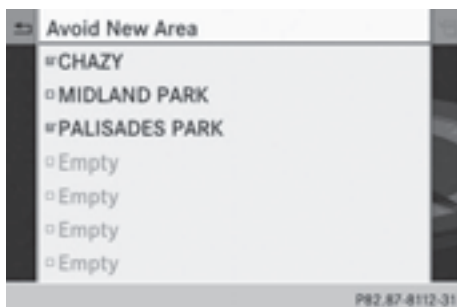 Avoid New Area
CHAZY
MIDLAND PARK
PALISADES PARK
Empty
Empty
Empty
Empty
P82.87-8112-31